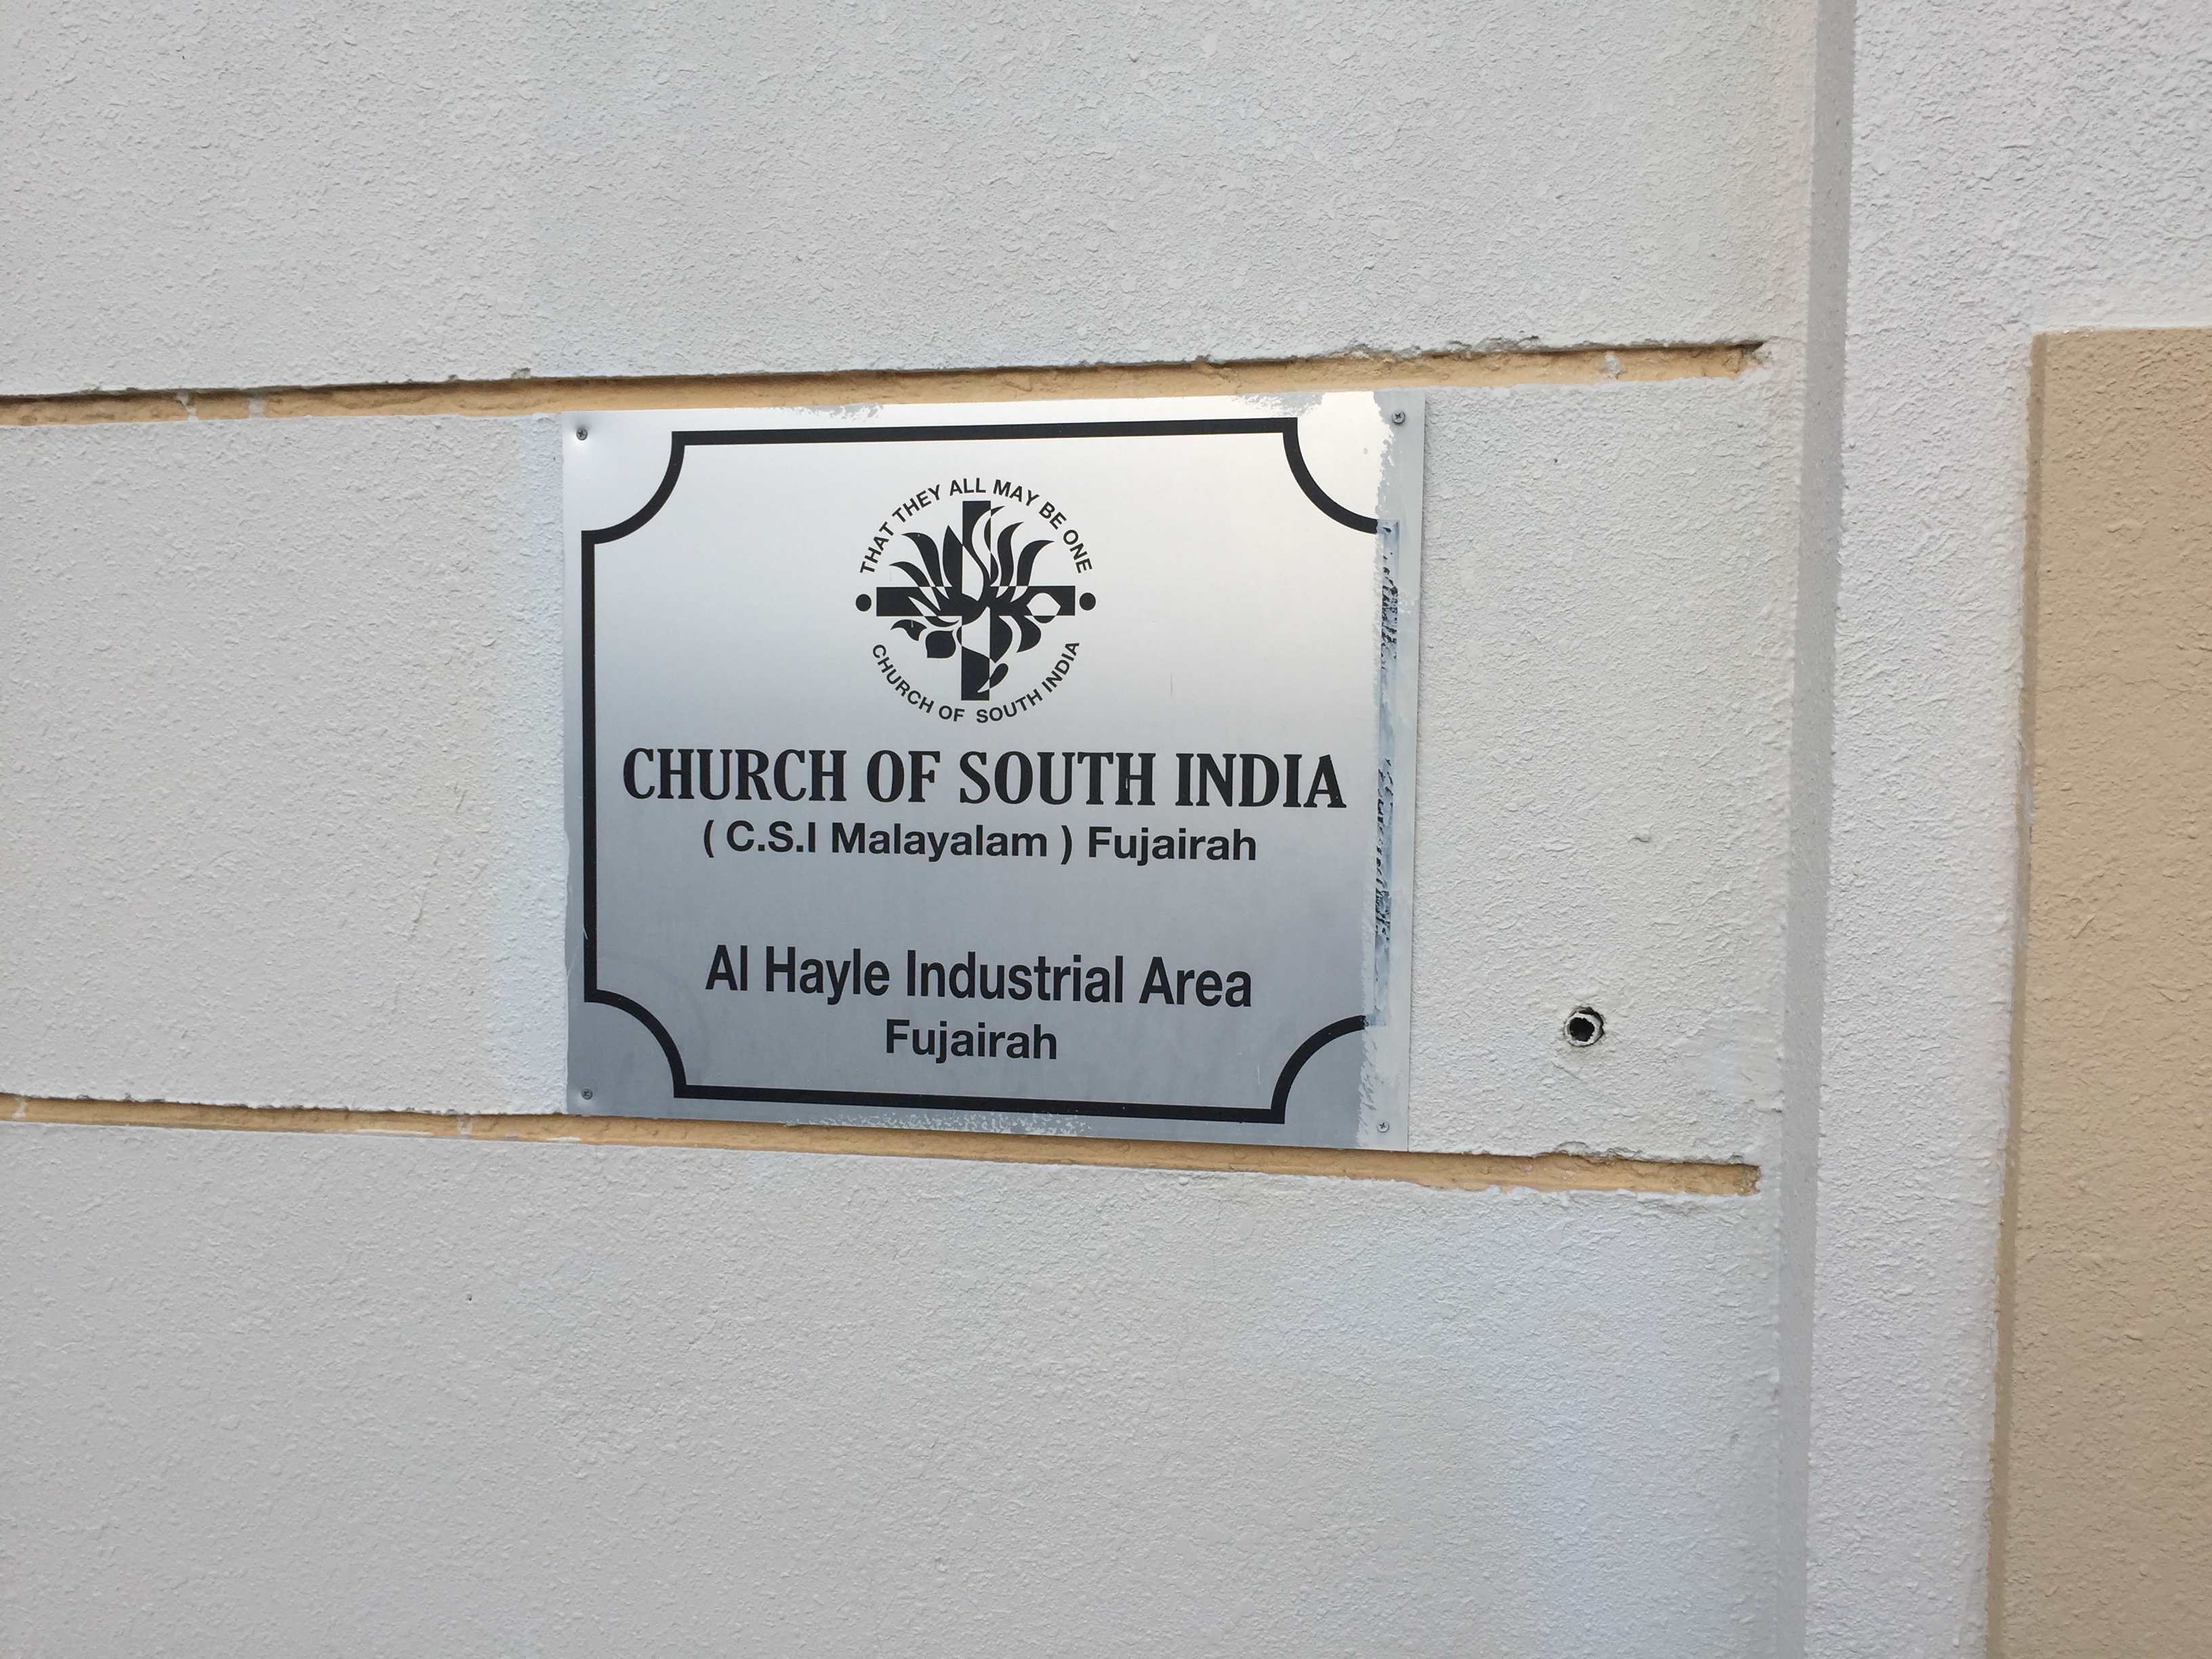 THAT THEY ALL MAY BE ONE
CHURCH OF SOUTH INDIA
CHURCH OF SOUTH INDIA
( C.S.I Malayalam ) Fujairah
Al Hayle Industrial Area
Fujairah